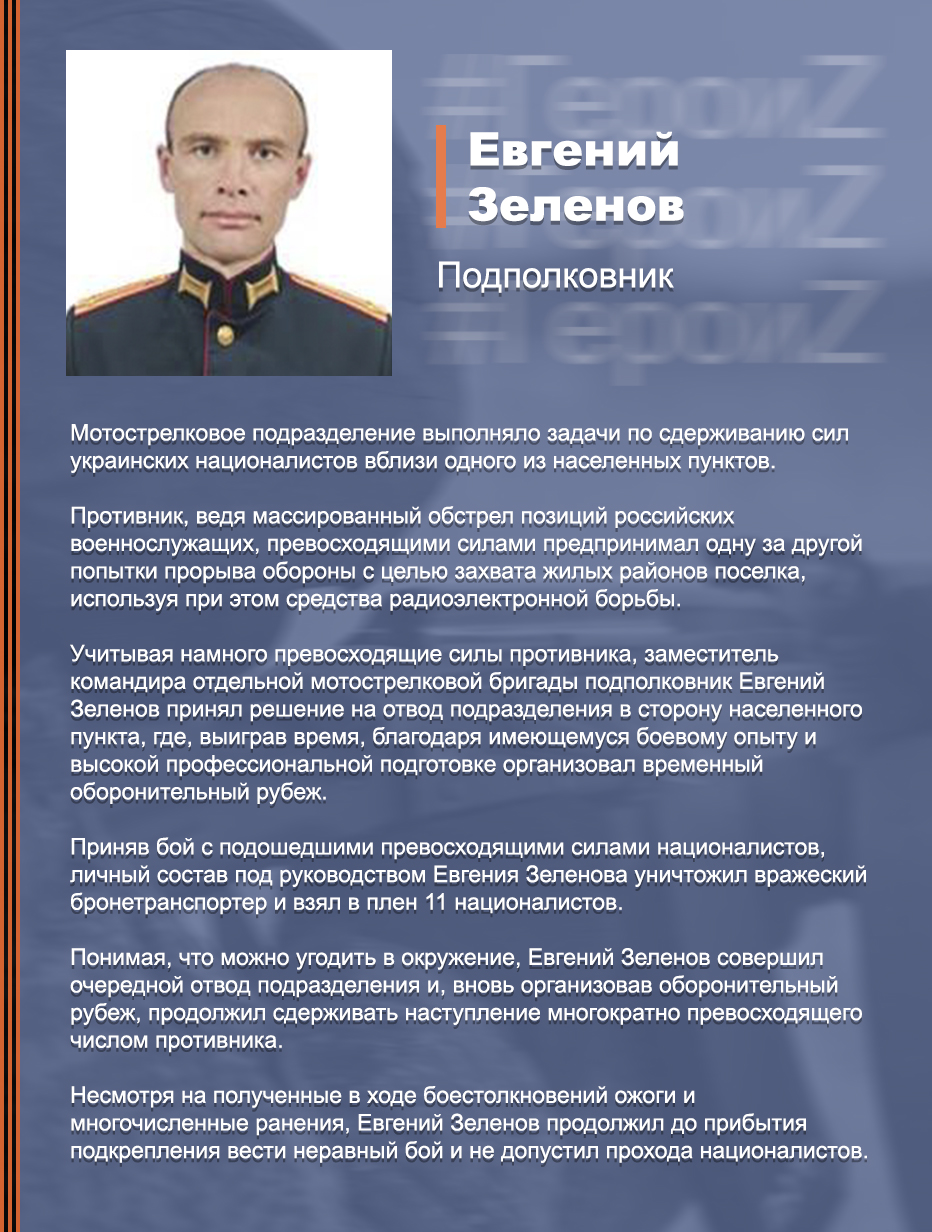 #ГероиZ
Евгений
#ГероиZ
Зеленов
Подполковник
#ГероиZ
Мотострелковое подразделение выполняло задачи по сдерживанию сил
украинских националистов вблизи одного из населенных пунктов.
Противник, ведя массированный обстрел позиций российских
военнослужащих, превосходящими силами предпринимал одну за другой
попытки прорыва обороны с целью захвата жилых районов поселка,
используя при этом средства радиоэлектронной борьбы.
Учитывая намного превосходящие силы противника, заместитель
командира отдельной мотострелковой бригады подполковник Евгений
Зеленов принял решение на отвод подразделения в сторону населенного
пункта, где, выиграв время, благодаря имеющемуся боевому опыту и
высокой профессиональной подготовке организовал временный
оборонительный рубеж.
Приняв бой с подошедшими превосходящими силами националистов,
личный состав под руководством Евгения Зеленова уничтожил вражеский
бронетранспортер и взял в плен 11 националистов.
Понимая, что можно угодить в окружение, Евгений Зеленов совершил
очередной отвод подразделения и, вновь организовав оборонительный
рубеж, продолжил сдерживать наступление многократно превосходящего
числом противника.
Несмотря на полученные в ходе боестолкновений ожоги и
многочисленные ранения, Евгений Зеленов продолжил до прибытия
подкрепления вести неравный бой и не допустил прохода националистов.